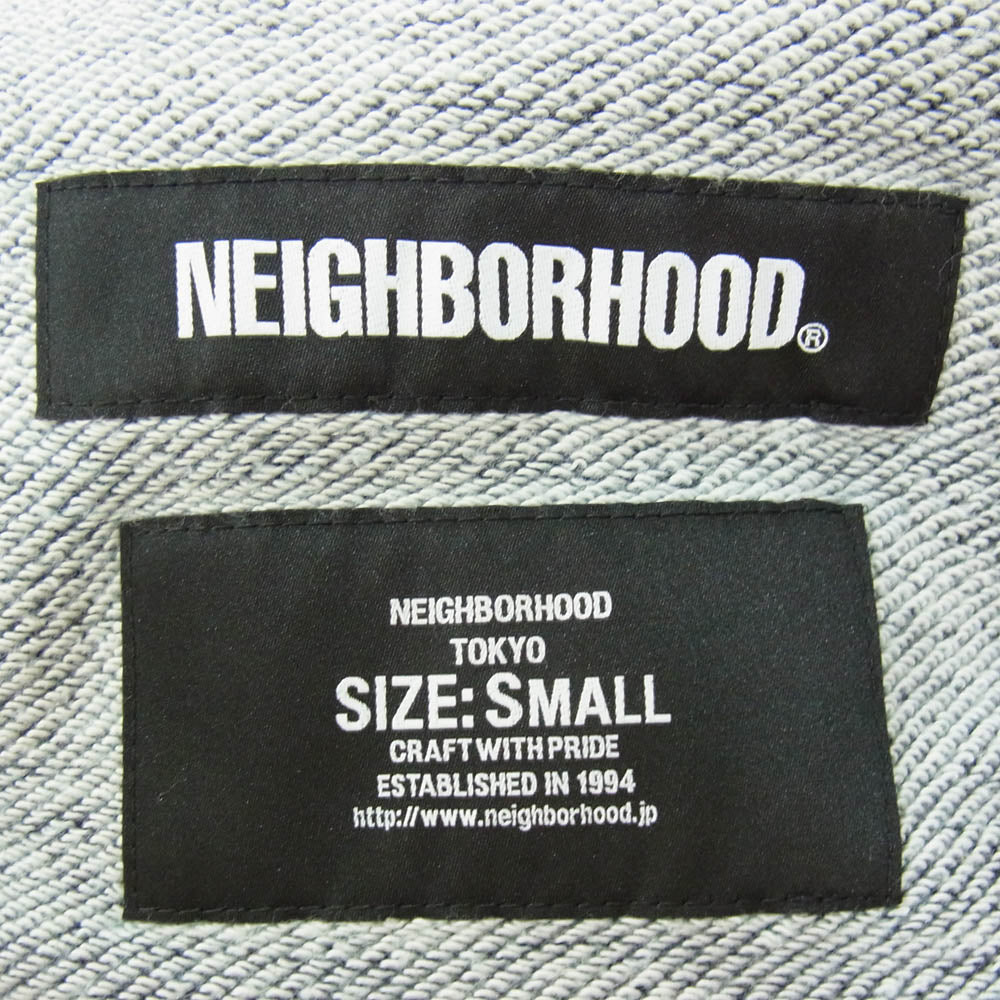 NEIGHBORHOOD®
NEIGHBORHOOD
TOKYO
SIZE: SMALL
CRAFT WITH PRIDE
ESTABLISHED IN 1994
http://www.neighborhood.jp